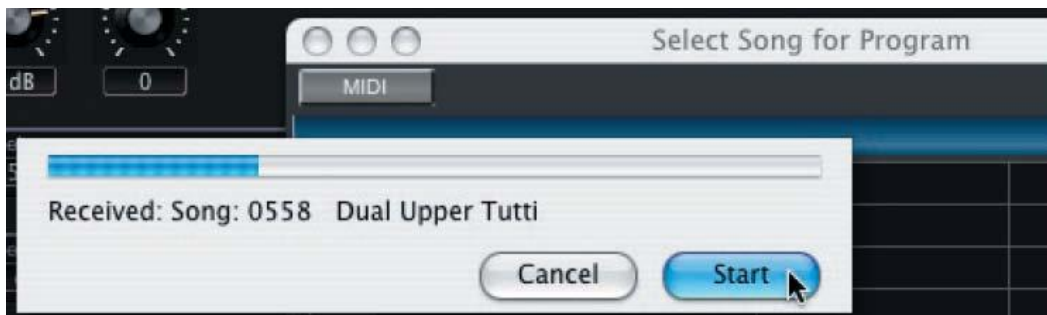 Select Song for Program
dB
0
MIDI
Received: Song: 0558 Dual Upper Tutti
Cancel
Start